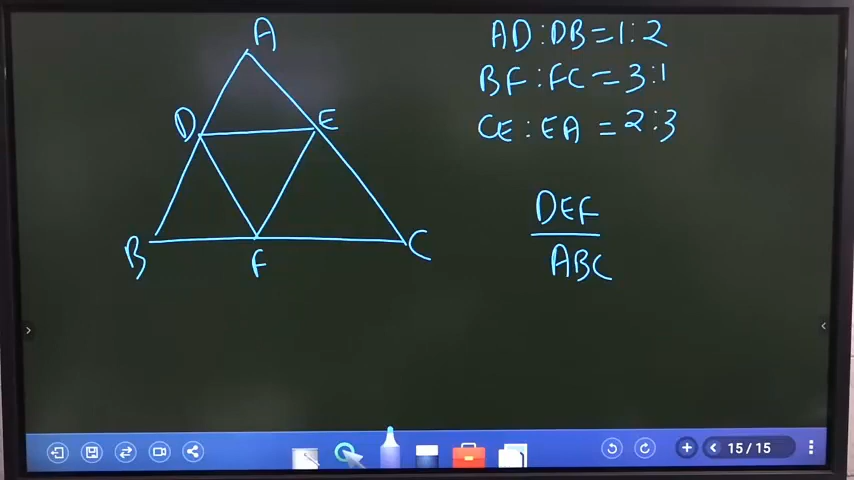 A
AD:DB=1:2
BF:FC=3:1
D
E
CE:EA=2:3
DEF
ABC
B
F
C
15/15